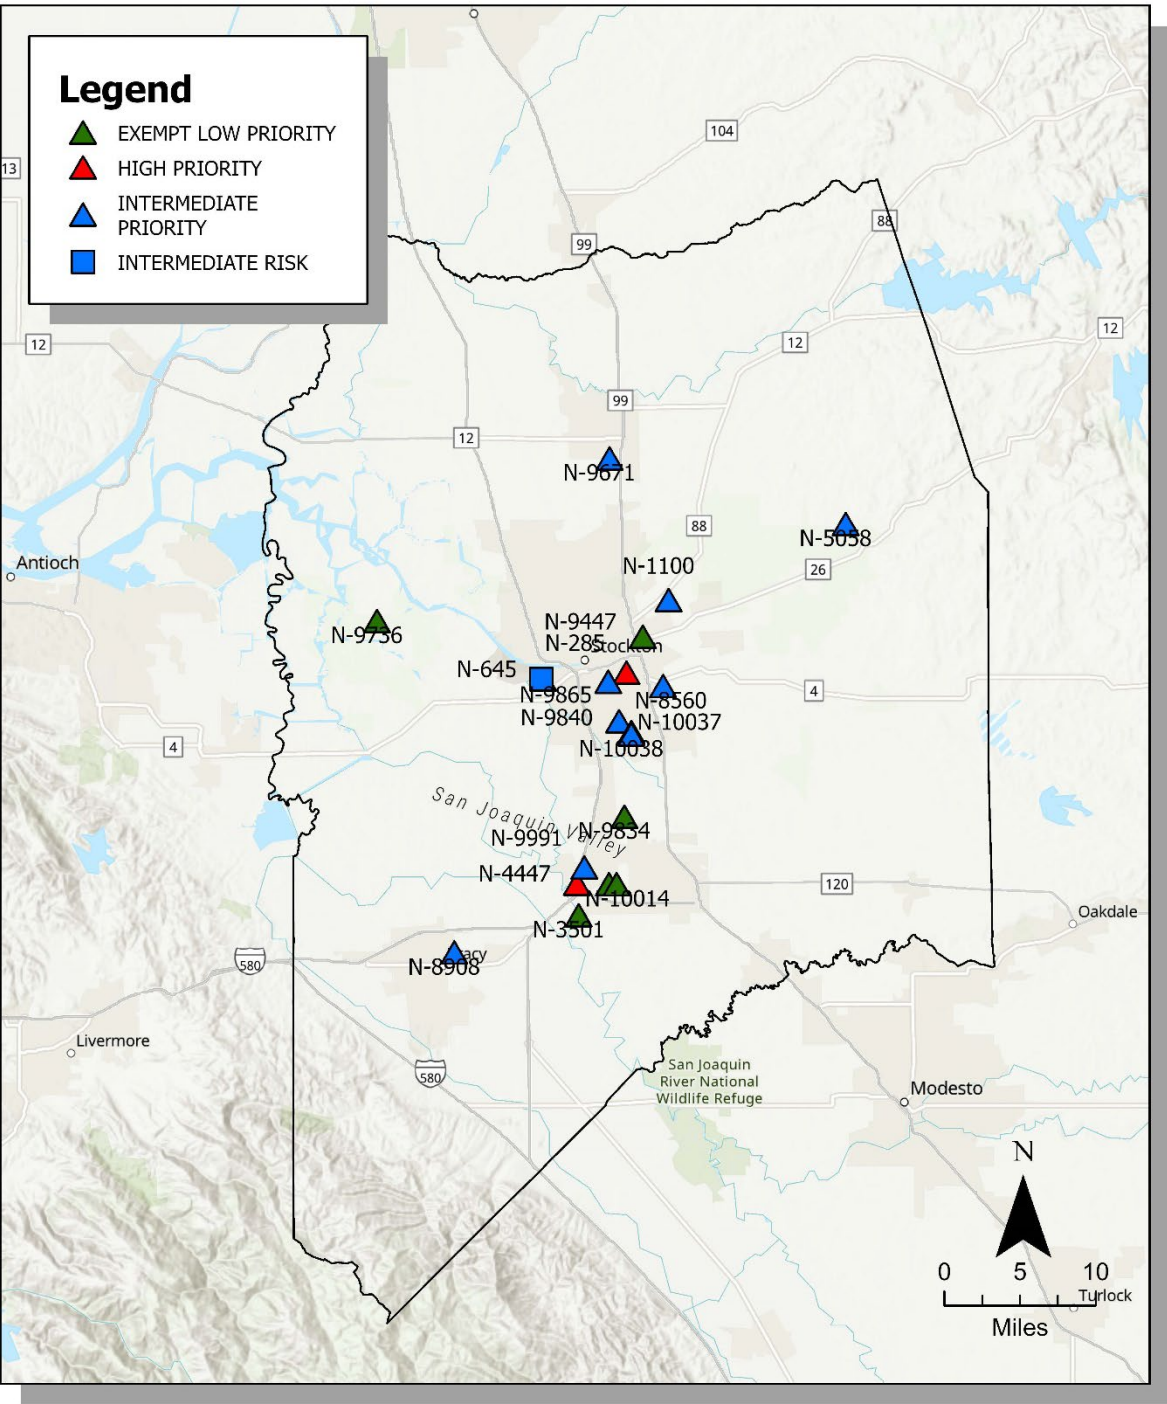 Legend
EXEMPT LOW PRIORITY
HIGH PRIORITY
INTERMEDIATE
PRIORITY
INTERMEDIATE RISK
104
13
88
99
12
12
12
99
12
N-9671
88
N-5058
Antioch
N-1100
26
N-9447
N-9736
N-285
Stockton
N-645
N-9865
N-8560
4
N-9840
N-10037
4
N-10038
San Joaquin Valley
N-9991
N-9834
N-4447
120
N-10014
Oakdale
N-3501
Tracy
N-8908
580
Livermore
580
San Joaquin
River National
Wildlife Refuge
Modesto
N
0 5 10
Turlock
Miles